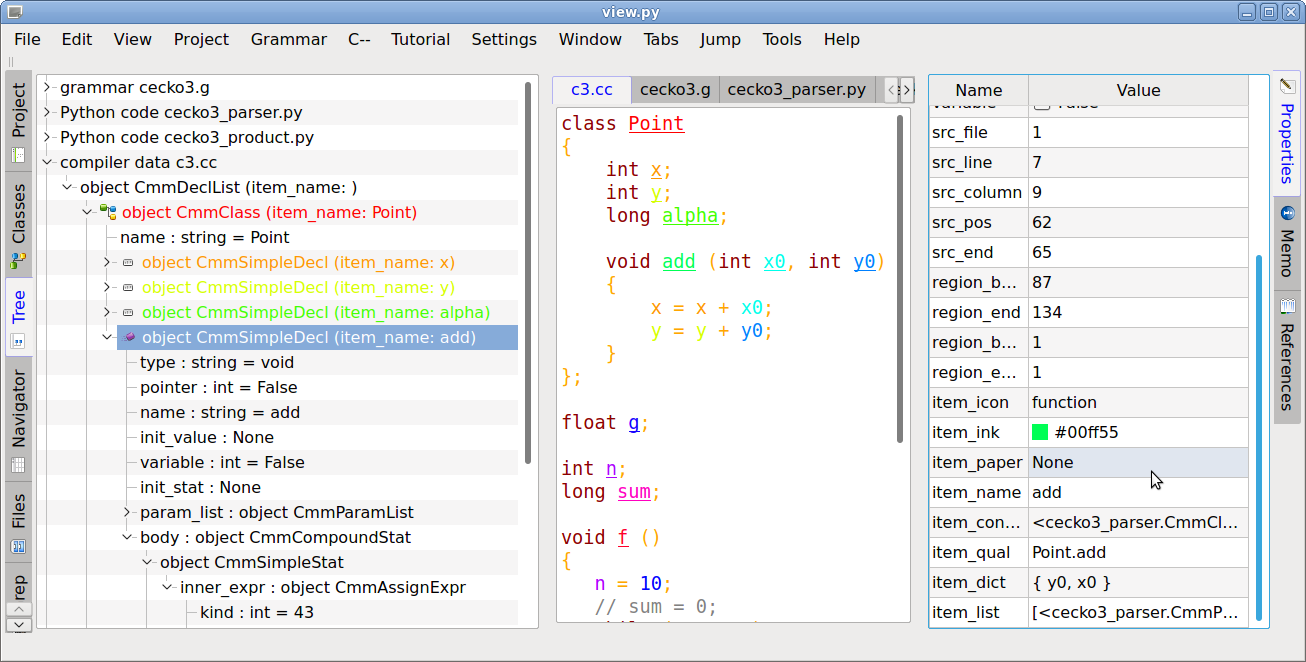 view.py
File Edit View Project Grammar C-- Tutorial Settings Window Tabs Jump Tools Help
Project
Classes
Tree
Navigator
Files
rep
grammar cecko3.g
Python code cecko3_parser.py
Python code cecko3_product.py
compiler data c3.cc
object CmmDeclList (item_name: )
object CmmClass (item_name: Point)
name : string = Point
object CmmSimpleDecl (item_name: x)
object CmmSimpleDecl (item_name: y)
object CmmSimpleDecl (item_name: alpha)
object CmmSimpleDecl (item_name: add)
type : string = void
pointer : int = False
name : string = add
init_value : None
variable : int = False
init_stat : None
param_list : object CmmParamList
body : object CmmCompoundStat
object CmmSimpleStat
inner_expr : object CmmAssignExpr
kind : int = 43
c3.cc cecko3.g cecko3_parser.py
class Point
{
int x;
int y;
long alpha;
void add (int x0, int y0)
{
x = x + x0;
y = y + y0;
}
};
float g;
int n;
long sum;
void f ()
{
n = 10;
// sum = 0;
Name Value
variable False
src_file 1
src_line 7
src_column 9
src_pos 62
src_end 65
region_b... 87
region_end 134
region_b... 1
region_e... 1
item_icon function
item_ink #00ff55
item_paper None
item_name add
item_con... <cecko3_parser.CmmCl...
item_qual Point.add
item_dict { y0, x0 }
item_list [<cecko3_parser.CmmP...
Properties
Memo
References